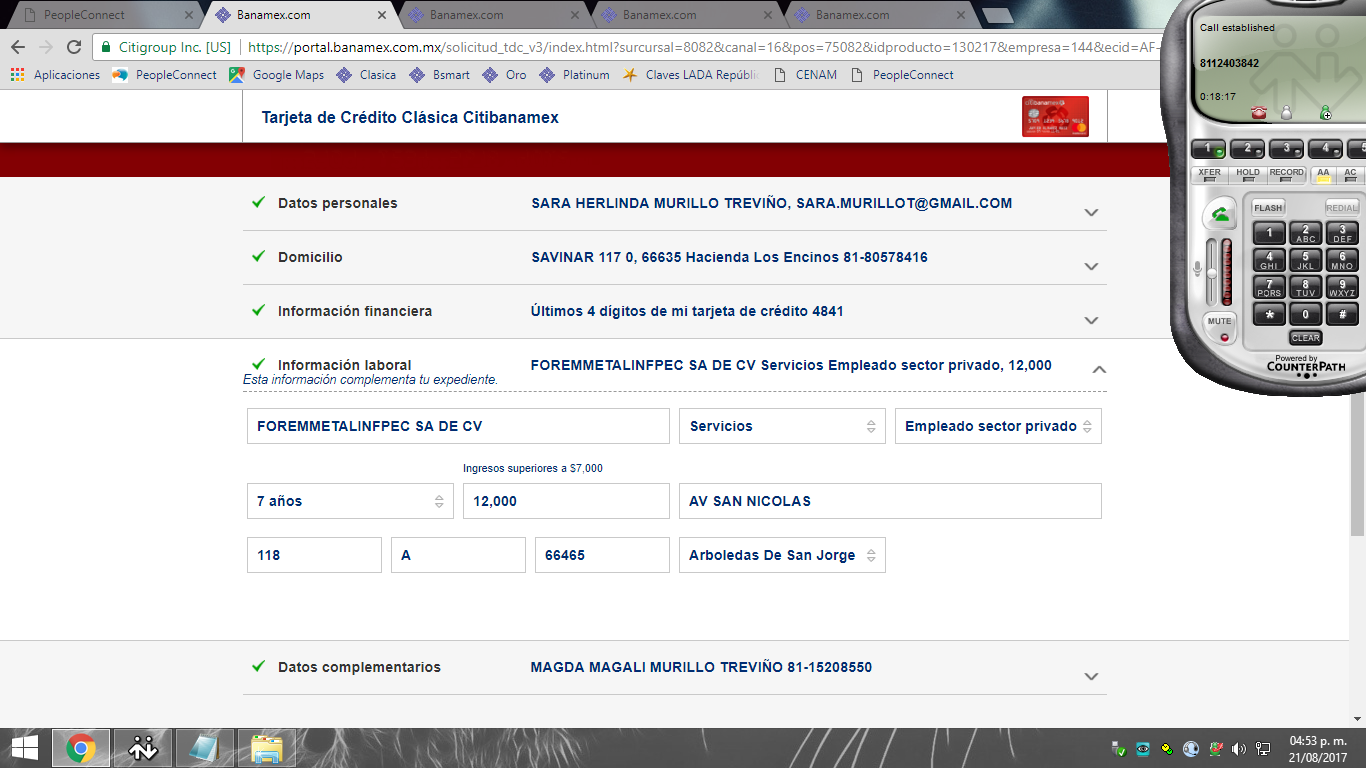 PeopleConnect
Banamex.com
Banamex.com
Banamex.com
Banamex.com
Citigroup Inc. [US]
https://portal.banamex.com.mx/solicitud_tdc_v3/index.html?surcursal=8082&canal=16&pos=75082&idproducto=130217&empresa=144&ecid=AF-
Aplicaciones
PeopleConnect
Google Maps
Clasica
Bsmart
Oro
Platinum
Claves LADA Repúblic
CENAM
PeopleConnect
Call established
8112403842
0:18:17
1
2
3
4
5
XFER
HOLD
RECORD
AA
AC
FLASH
REDIAL
1
2 ABC
3 DEF
4 GHI
5 JKL
6 MNO
7 PQRS
8 TUV
9 WXYZ
*
0
#
MUTE
CLEAR
Powered by
COUNTERPATH
Tarjeta de Crédito Clásica Citibanamex
Datos personales
SARA HERLINDA MURILLO TREVIÑO, SARA.MURILLOT@GMAIL.COM
Domicilio
SAVINAR 117 0, 66635 Hacienda Los Encinos 81-80578416
Información financiera
Últimos 4 dígitos de mi tarjeta de crédito 4841
Información laboral
FOREMMETALINFPEC SA DE CV Servicios Empleado sector privado, 12,000
Esta información complementa tu expediente.
FOREMMETALINFPEC SA DE CV
Servicios
Empleado sector privado
Ingresos superiores a $7,000
7 años
12,000
AV SAN NICOLAS
118
A
66465
Arboledas De San Jorge
Datos complementarios
MAGDA MAGALI MURILLO TREVIÑO 81-15208550
04:53 p. m.
21/08/2017